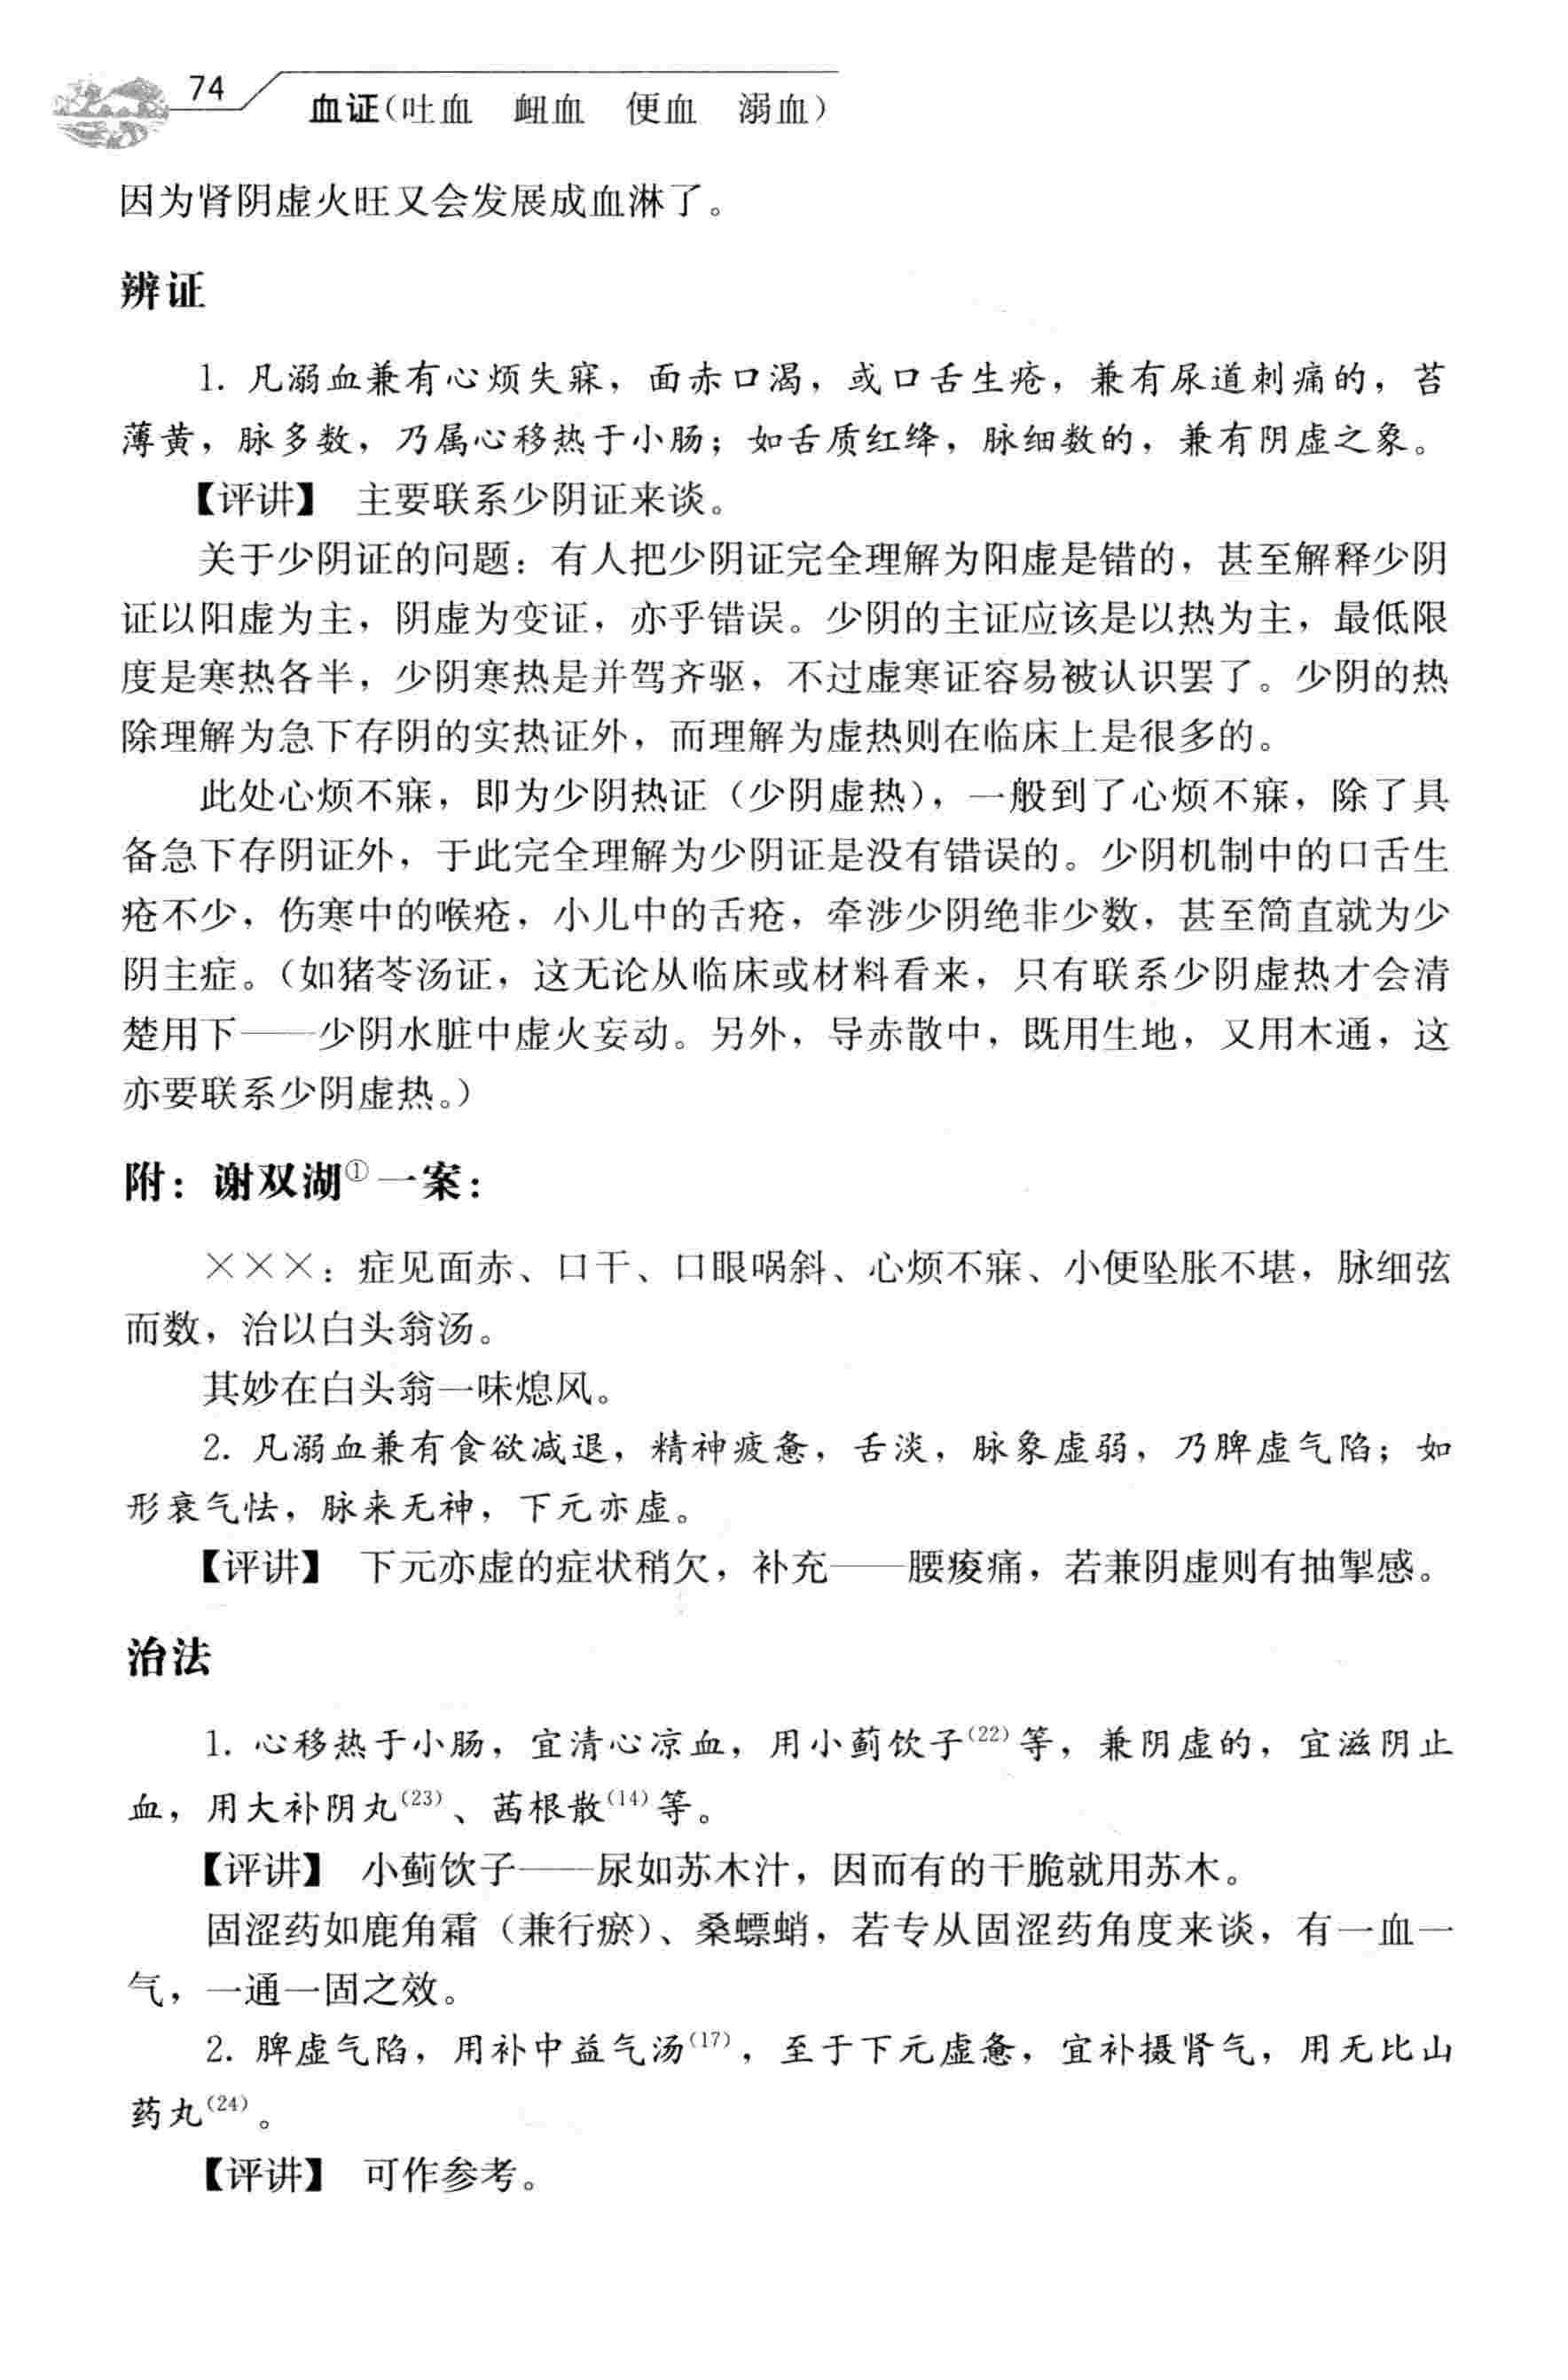 74
血证(吐血 衄血 便血 溺血)
因为肾阴虚火旺又会发展成血淋了。
辨证
1. 凡溺血兼有心烦失寐，面赤口渴，或口舌生疮，兼有尿道刺痛的，苔
薄黄，脉多数，乃属心移热于小肠；如舌质红绛，脉细数的，兼有阴虚之象。
【评讲】 主要联系少阴证来谈。
关于少阴证的问题：有人把少阴证完全理解为阳虚是错的，甚至解释少阴
证以阳虚为主，阴虚为变证，亦乎错误。少阴的主证应该是以热为主，最低限
度是寒热各半，少阴寒热是并驾齐驱，不过虚寒证容易被认识罢了。少阴的热
除理解为急下存阴的实热证外，而理解为虚热则在临床上是很多的。
此处心烦不寐，即为少阴热证（少阴虚热），一般到了心烦不寐，除了具
备急下存阴证外，于此完全理解为少阴证是没有错误的。少阴机制中的口舌生
疮不少，伤寒中的喉疮，小儿中的舌疮，牵涉少阴绝非少数，甚至简直就为少
阴主症。（如猪苓汤证，这无论从临床或材料看来，只有联系少阴虚热才会清
楚用下——少阴水脏中虚火妄动。另外，导赤散中，既用生地，又用木通，这
亦要联系少阴虚热。）
附：谢双湖①一案：
×××：症见面赤、口干、口眼㖞斜、心烦不寐、小便坠胀不堪，脉细弦
而数，治以白头翁汤。
其妙在白头翁一味熄风。
2. 凡溺血兼有食欲减退，精神疲惫，舌淡，脉象虚弱，乃脾虚气陷；如
形衰气怯，脉来无神，下元亦虚。
【评讲】 下元亦虚的症状稍欠，补充——腰痠痛，若兼阴虚则有抽掣感。
治法
1. 心移热于小肠，宜清心凉血，用小蓟饮子(22)等，兼阴虚的，宜滋阴止
血，用大补阴丸(23)、茜根散(14)等。
【评讲】 小蓟饮子——尿如苏木汁，因而有的干脆就用苏木。
固涩药如鹿角霜（兼行瘀）、桑螵蛸，若专从固涩药角度来谈，有一血一
气，一通一固之效。
2. 脾虚气陷，用补中益气汤(17)，至于下元虚惫，宜补摄肾气，用无比山
药丸(24)。
【评讲】 可作参考。